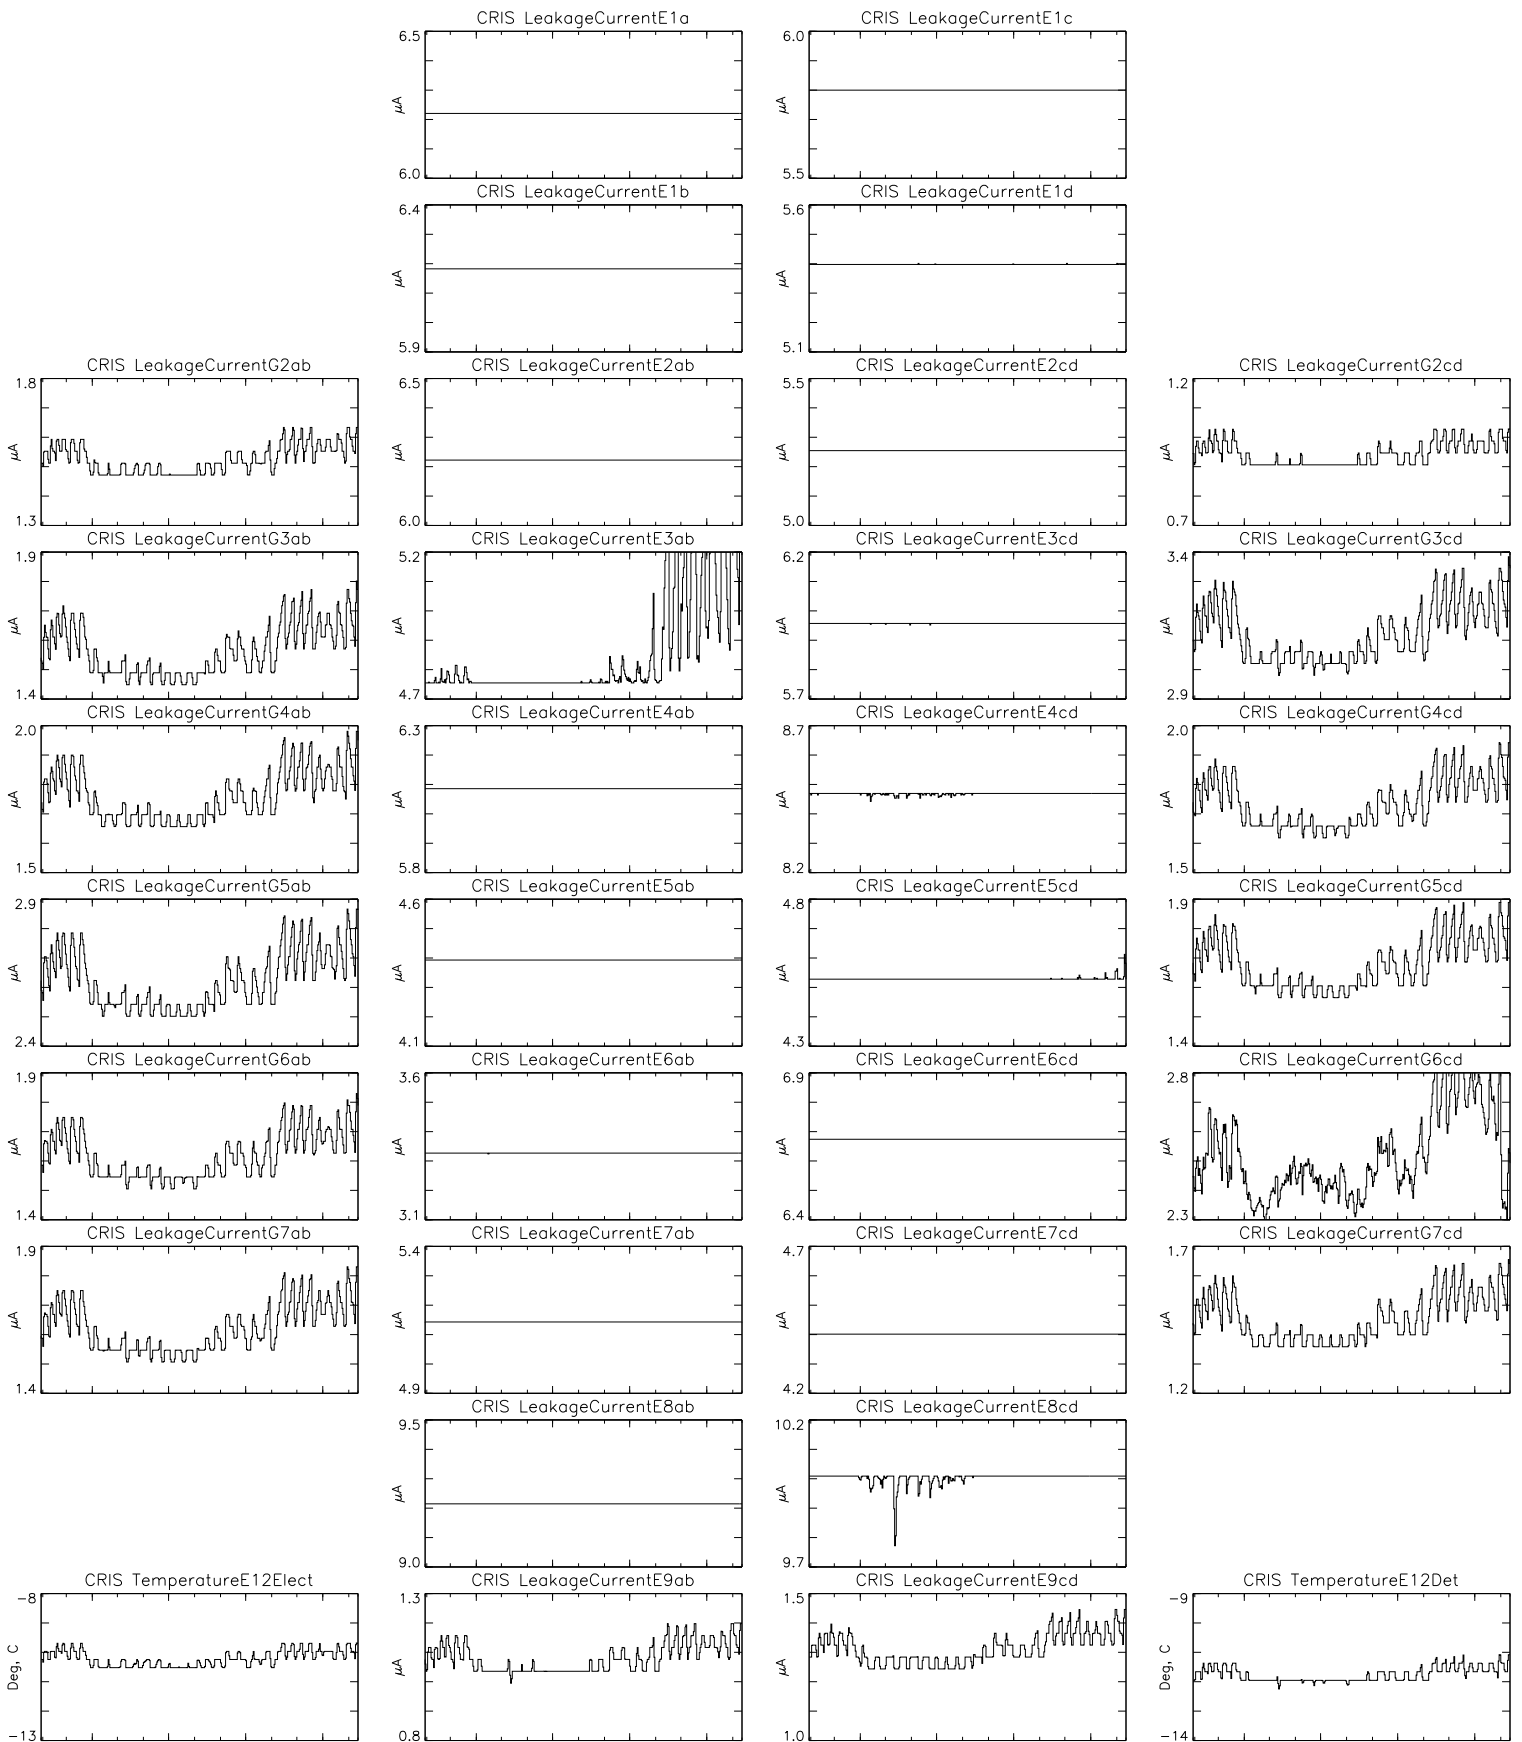 CRIS LeakageCurrentE1a
6.5
μA
6.0
CRIS LeakageCurrentE1c
6.0
μA
5.5
CRIS LeakageCurrentE1b
6.4
μA
5.9
CRIS LeakageCurrentE1d
5.6
μA
5.1
CRIS LeakageCurrentG2ab
1.8
μA
1.3
CRIS LeakageCurrentE2ab
6.5
μA
6.0
CRIS LeakageCurrentE2cd
5.5
μA
5.0
CRIS LeakageCurrentG2cd
1.2
μA
0.7
CRIS LeakageCurrentG3ab
1.9
μA
1.4
CRIS LeakageCurrentE3ab
5.2
μA
4.7
CRIS LeakageCurrentE3cd
6.2
μA
5.7
CRIS LeakageCurrentG3cd
3.4
μA
2.9
CRIS LeakageCurrentG4ab
2.0
μA
1.5
CRIS LeakageCurrentE4ab
6.3
μA
5.8
CRIS LeakageCurrentE4cd
8.7
μA
8.2
CRIS LeakageCurrentG4cd
2.0
μA
1.5
CRIS LeakageCurrentG5ab
2.9
μA
2.4
CRIS LeakageCurrentE5ab
4.6
μA
4.1
CRIS LeakageCurrentE5cd
4.8
μA
4.3
CRIS LeakageCurrentG5cd
1.9
μA
1.4
CRIS LeakageCurrentG6ab
1.9
μA
1.4
CRIS LeakageCurrentE6ab
3.6
μA
3.1
CRIS LeakageCurrentE6cd
6.9
μA
6.4
CRIS LeakageCurrentG6cd
2.8
μA
2.3
CRIS LeakageCurrentG7ab
1.9
μA
1.4
CRIS LeakageCurrentE7ab
5.4
μA
4.9
CRIS LeakageCurrentE7cd
4.7
μA
4.2
CRIS LeakageCurrentG7cd
1.7
μA
1.2
CRIS LeakageCurrentE8ab
9.5
μA
9.0
CRIS LeakageCurrentE8cd
10.2
μA
9.7
CRIS TemperatureE12Elect
−8
Deg, C
−13
CRIS LeakageCurrentE9ab
1.3
μA
0.8
CRIS LeakageCurrentE9cd
1.5
μA
1.0
CRIS TemperatureE12Det
−9
Deg, C
−14